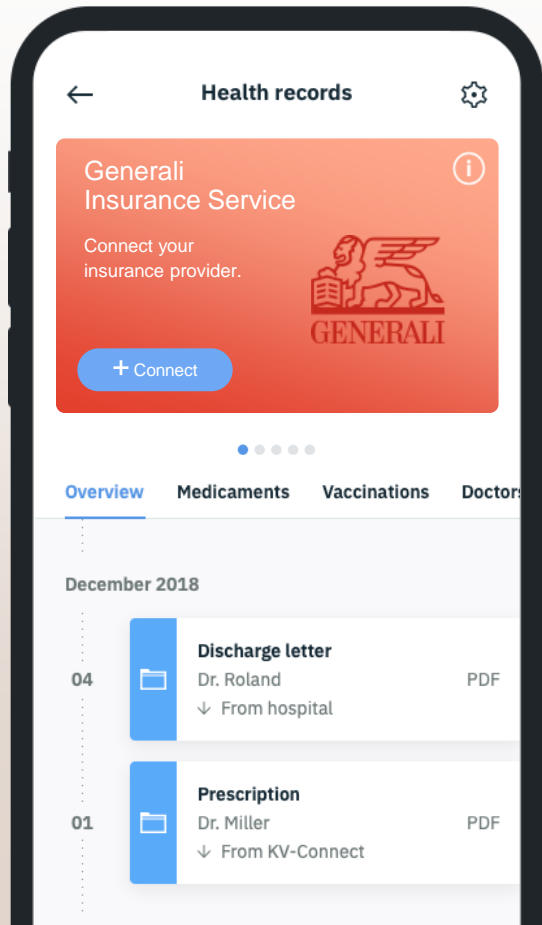 Health records
Generali
Insurance Service
Connect your
insurance provider.
GENERALI
+ Connect
Overview Medicaments Vaccinations Doctors
December 2018
04
Discharge letter
Dr. Roland PDF
↓ From hospital
01
Prescription
Dr. Miller PDF
↓ From KV-Connect